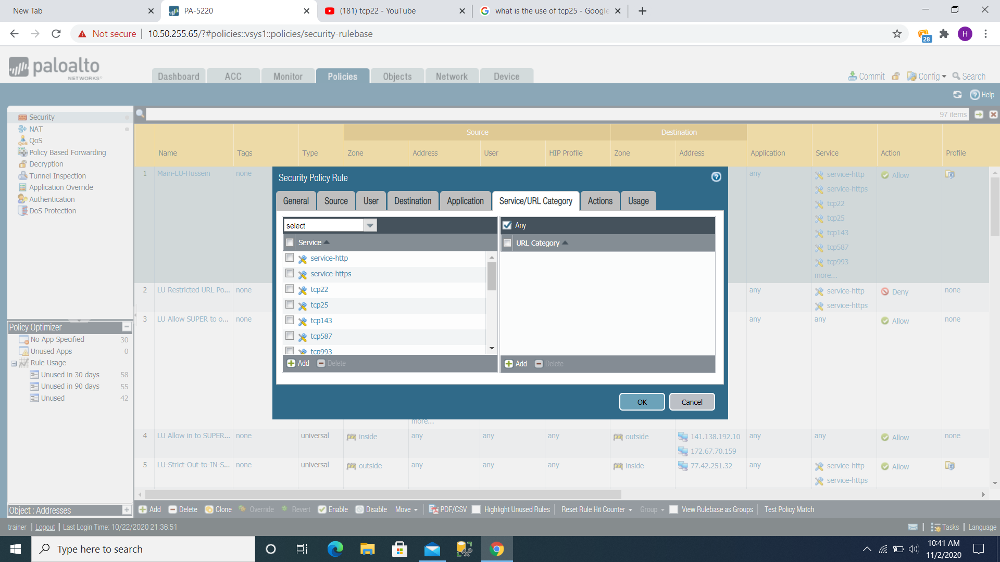 New Tab
PA-5220
(181) tcp22 - YouTube
what is the use of tcp25 - Google
Not secure
10.50.255.65/?#policies::vsys1::policies/security-rulebase
28
H
paloalto
NETWORKS
Dashboard
ACC
Monitor
Policies
Objects
Network
Device
Commit
Config
Search
Help
Security
NAT
QoS
Policy Based Forwarding
Decryption
Tunnel Inspection
Application Override
Authentication
DoS Protection
97 items
Source
Destination
Name
Tags
Type
Zone
Address
User
HIP Profile
Zone
Address
Application
Service
Action
Profile
1
Main-LU-Hussein
none
any
service-http
service-https
tcp22
tcp25
tcp143
tcp587
tcp993
more...
Allow
2
LU Restricted URL Po...
none
any
service-http
service-https
Deny
none
3
LU Allow SUPER to o...
none
any
any
Allow
none
more...
4
LU Allow in to SUPER...
none
universal
inside
any
any
any
outside
141.138.192.10
172.67.70.159
any
any
Allow
none
5
LU-Strict-Out-to-IN-S...
none
universal
outside
any
any
any
inside
77.42.251.32
any
service-http
service-https
Allow
Security Policy Rule
General
Source
User
Destination
Application
Service/URL Category
Actions
Usage
select
Service
service-http
service-https
tcp22
tcp25
tcp143
tcp587
tcp993
Add
Delete
Any
URL Category
Add
Delete
OK
Cancel
Policy Optimizer
No App Specified 30
Unused Apps 0
Rule Usage
Unused in 30 days 58
Unused in 90 days 55
Unused 42
Object : Addresses
Add
Delete
Clone
Override
Revert
Enable
Disable
Move
PDF/CSV
Highlight Unused Rules
Reset Rule Hit Counter
Group
View Rulebase as Groups
Test Policy Match
trainer
Logout
Last Login Time: 10/22/2020 21:36:51
Tasks
Language
Type here to search
10:41 AM
11/2/2020